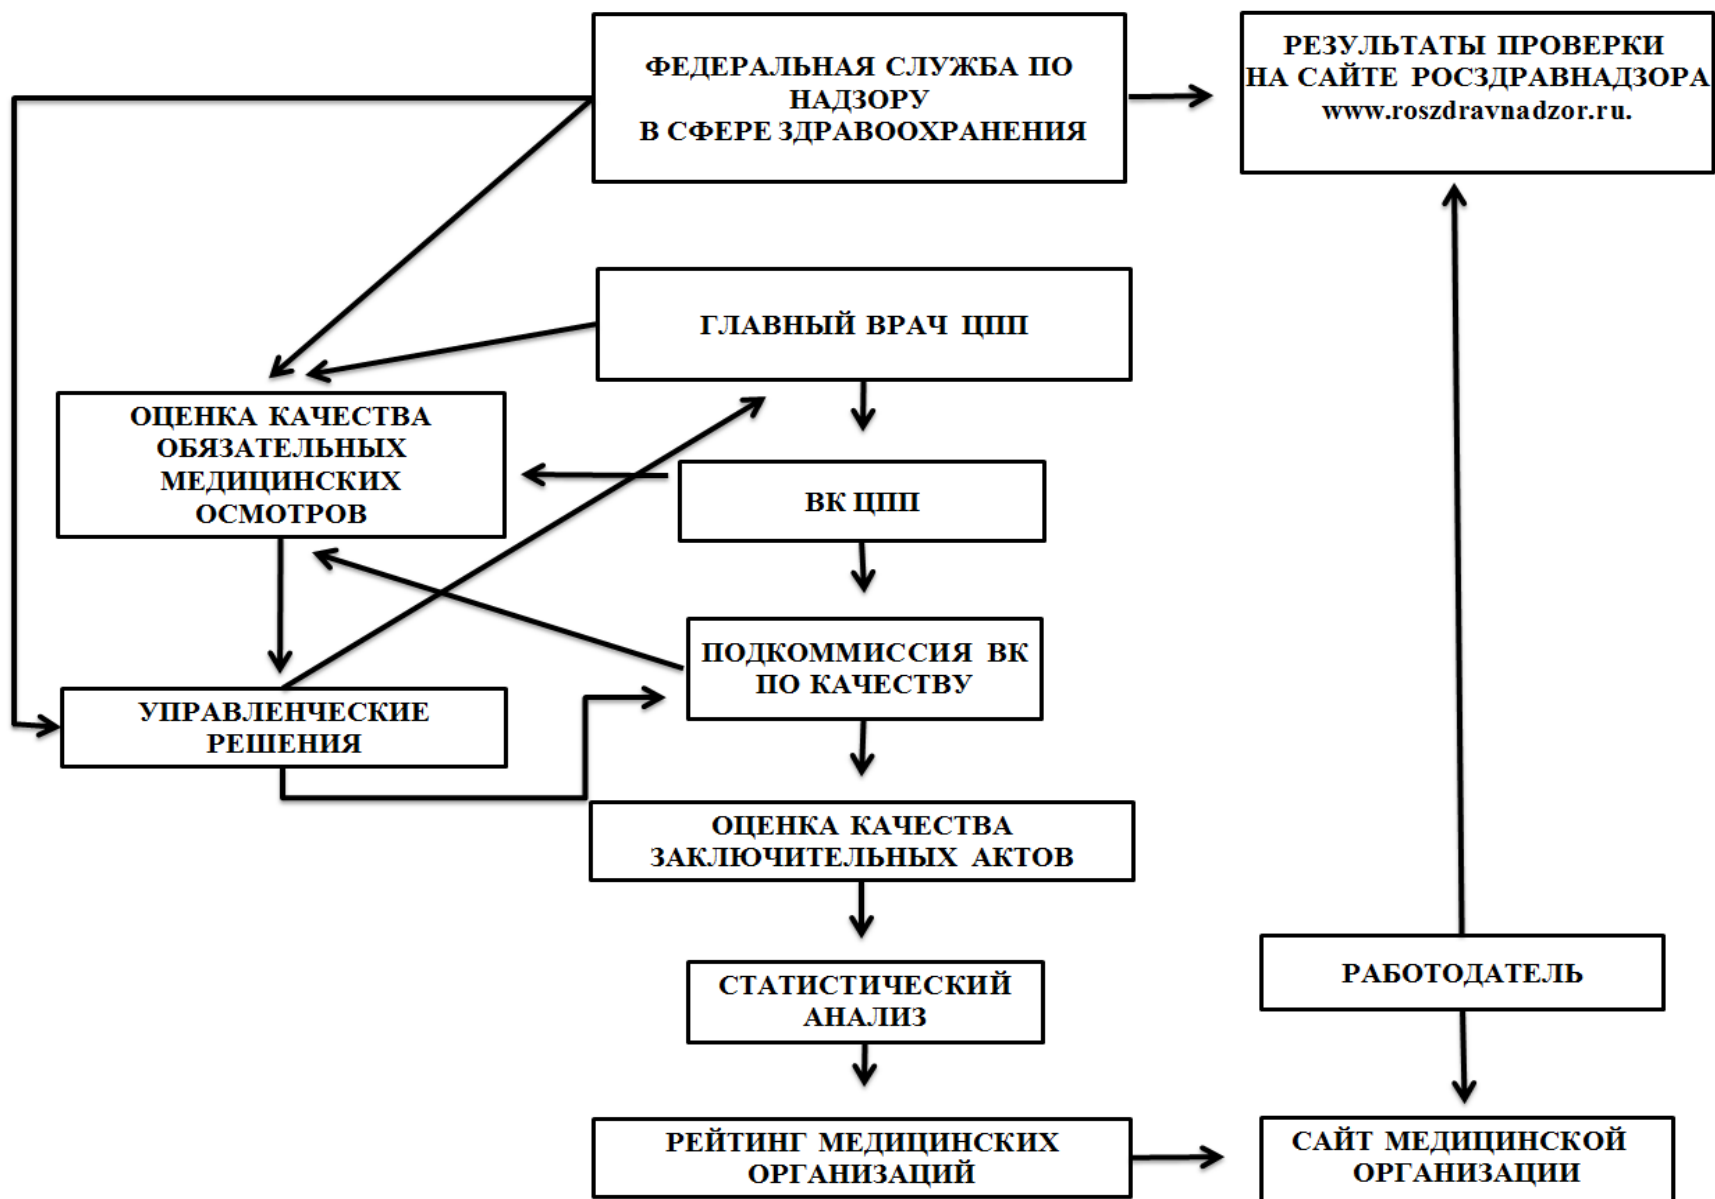 ФЕДЕРАЛЬНАЯ СЛУЖБА ПО
НАДЗОРУ
В СФЕРЕ ЗДРАВООХРАНЕНИЯ
РЕЗУЛЬТАТЫ ПРОВЕРКИ
НА САЙТЕ РОСЗДРАВНАДЗОРА
www.roszdravnadzor.ru.
ГЛАВНЫЙ ВРАЧ ЦПП
ОЦЕНКА КАЧЕСТВА
ОБЯЗАТЕЛЬНЫХ
МЕДИЦИНСКИХ
ОСМОТРОВ
ВК ЦПП
ПОДКОММИССИЯ ВК
ПО КАЧЕСТВУ
УПРАВЛЕНЧЕСКИЕ
РЕШЕНИЯ
ОЦЕНКА КАЧЕСТВА
ЗАКЛЮЧИТЕЛЬНЫХ АКТОВ
СТАТИСТИЧЕСКИЙ
АНАЛИЗ
РАБОТОДАТЕЛЬ
РЕЙТИНГ МЕДИЦИНСКИХ
ОРГАНИЗАЦИЙ
САЙТ МЕДИЦИНСКОЙ
ОРГАНИЗАЦИИ